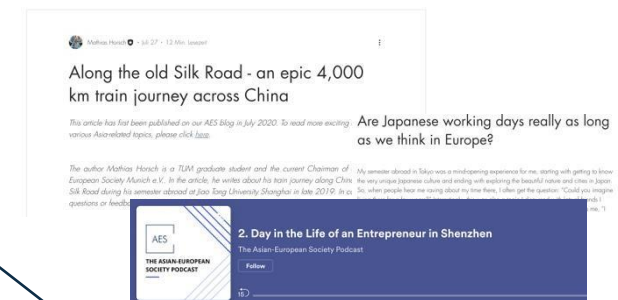 Mathias Horsch • Jul 27 • 12 Min. Lesezeit
Along the old Silk Road - an epic 4,000
km train journey across China
This article has first been published on our AES blog in July 2020. To read more exciting
various Asia-related topics, please click here.
The author Mathias Horsch is a TUM graduate student and the current Chairman of
European Society Munich e.V. In the article, he writes about his train journey along
Silk Road during his semester abroad at Jiao Tong University Shanghai in late 2019. In
questions or
Are Japanese working days really as long
as we think in Europe?
My semester abroad in Tokyo was a mindopening experience for me, starting with getting to know
the very unique Japanese culture and ending with exploring the beautiful nature and cities in Japan.
So, when people hear me raving about my time there, I often get the question: "Could you imagine
me. "I
AES
THE ASIAN-EUROPEAN
SOCIETY PODCAST
2. Day in the Life of an Entrepreneur in Shenzhen
The Asian-European Society Podcast
Follow
15